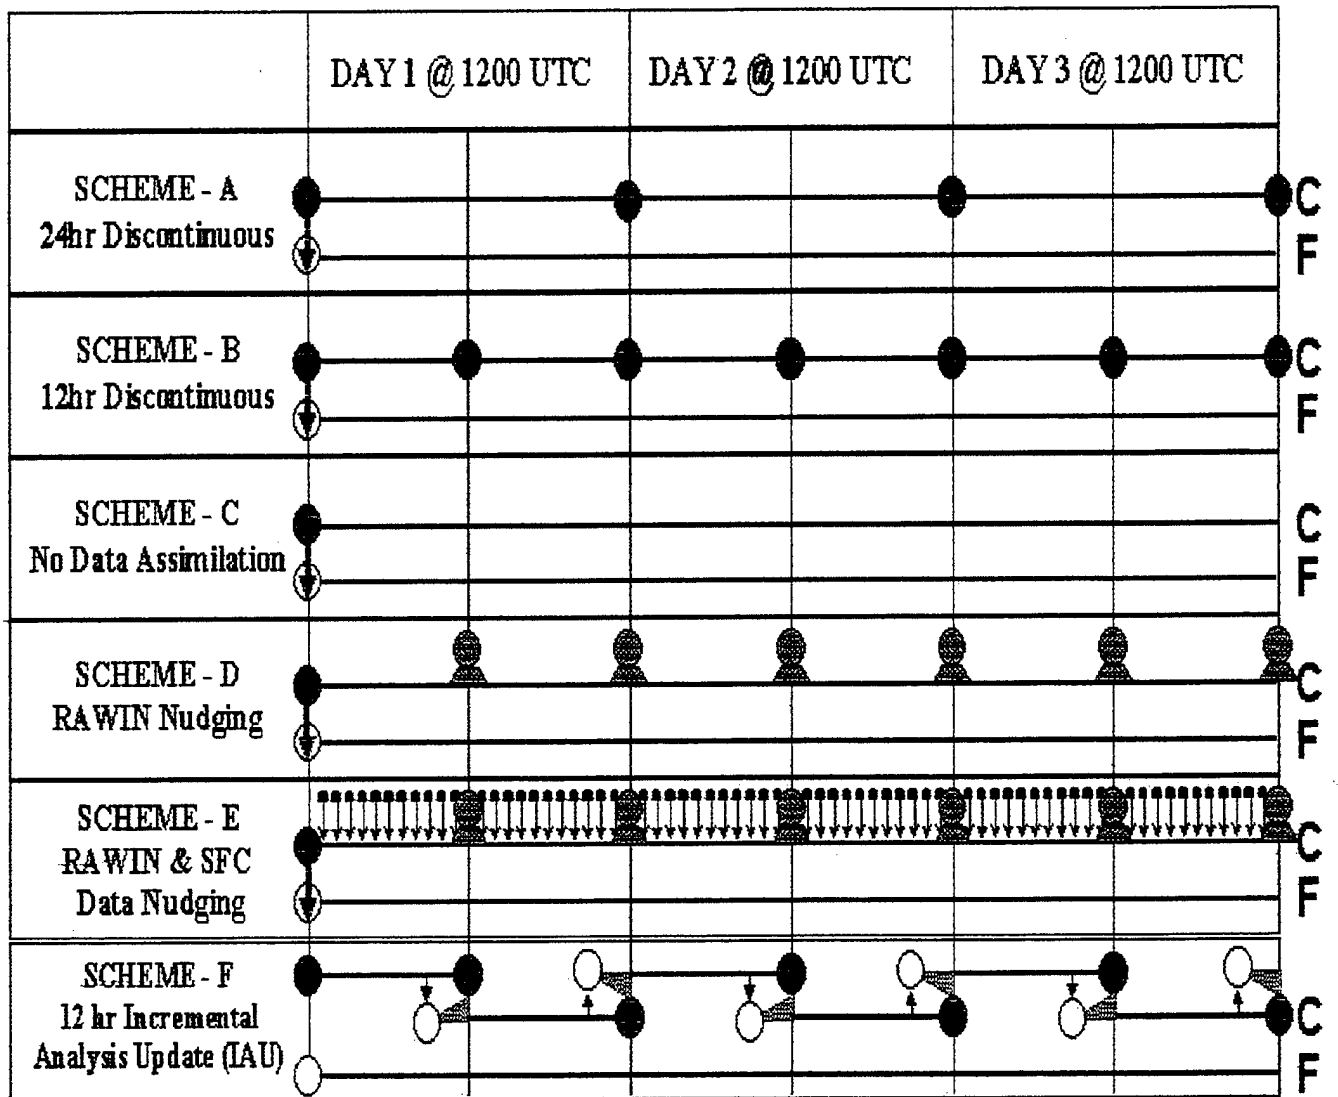 DAY 1 @ 1200 UTC DAY 2 @ 1200 UTC DAY 3 @ 1200 UTC
SCHEME - A
24hr Discontinuous
C
F
SCHEME - B
12hr Discontinuous
C
F
SCHEME - C
No Data Assimilation
C
F
SCHEME - D
RAWIN Nudging
C
F
SCHEME - E
RAWIN & SFC
Data Nudging
C
F
SCHEME - F
12 hr Incremental
Analysis Update (IAU)
C
F